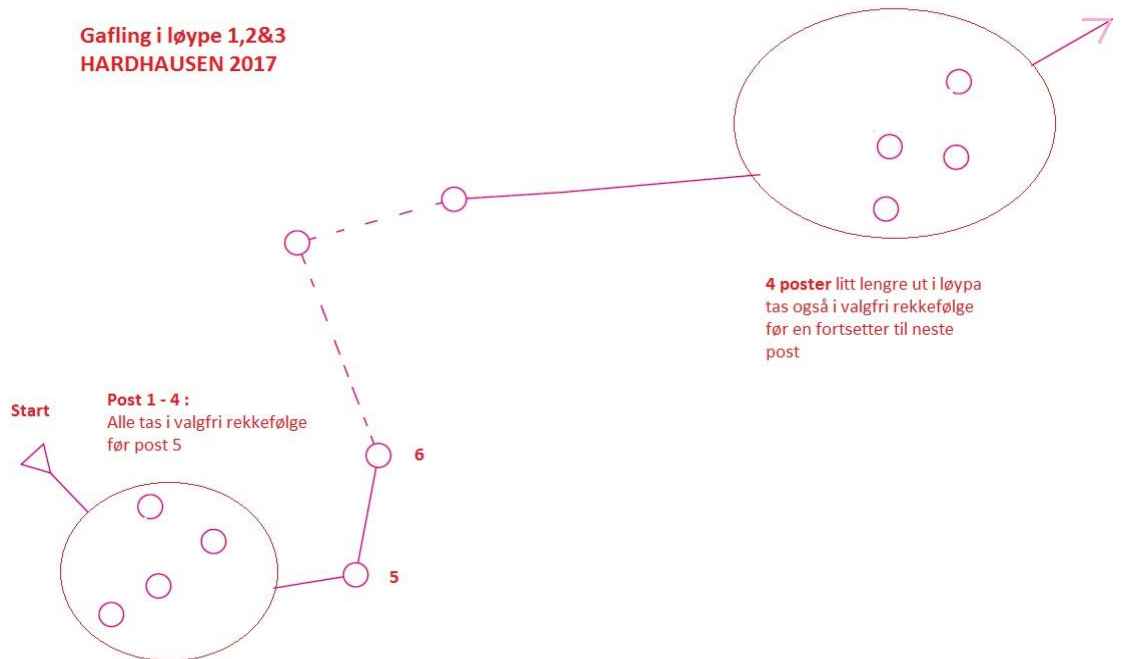 Gafling i løype 1,2&3
HARDHAUSEN 2017
4 poster litt lengre ut i løypa
tas også i valgfri rekkefølge
før en fortsetter til neste
post
Start
Post 1 - 4 :
Alle tas i valgfri rekkefølge
før post 5
6
5